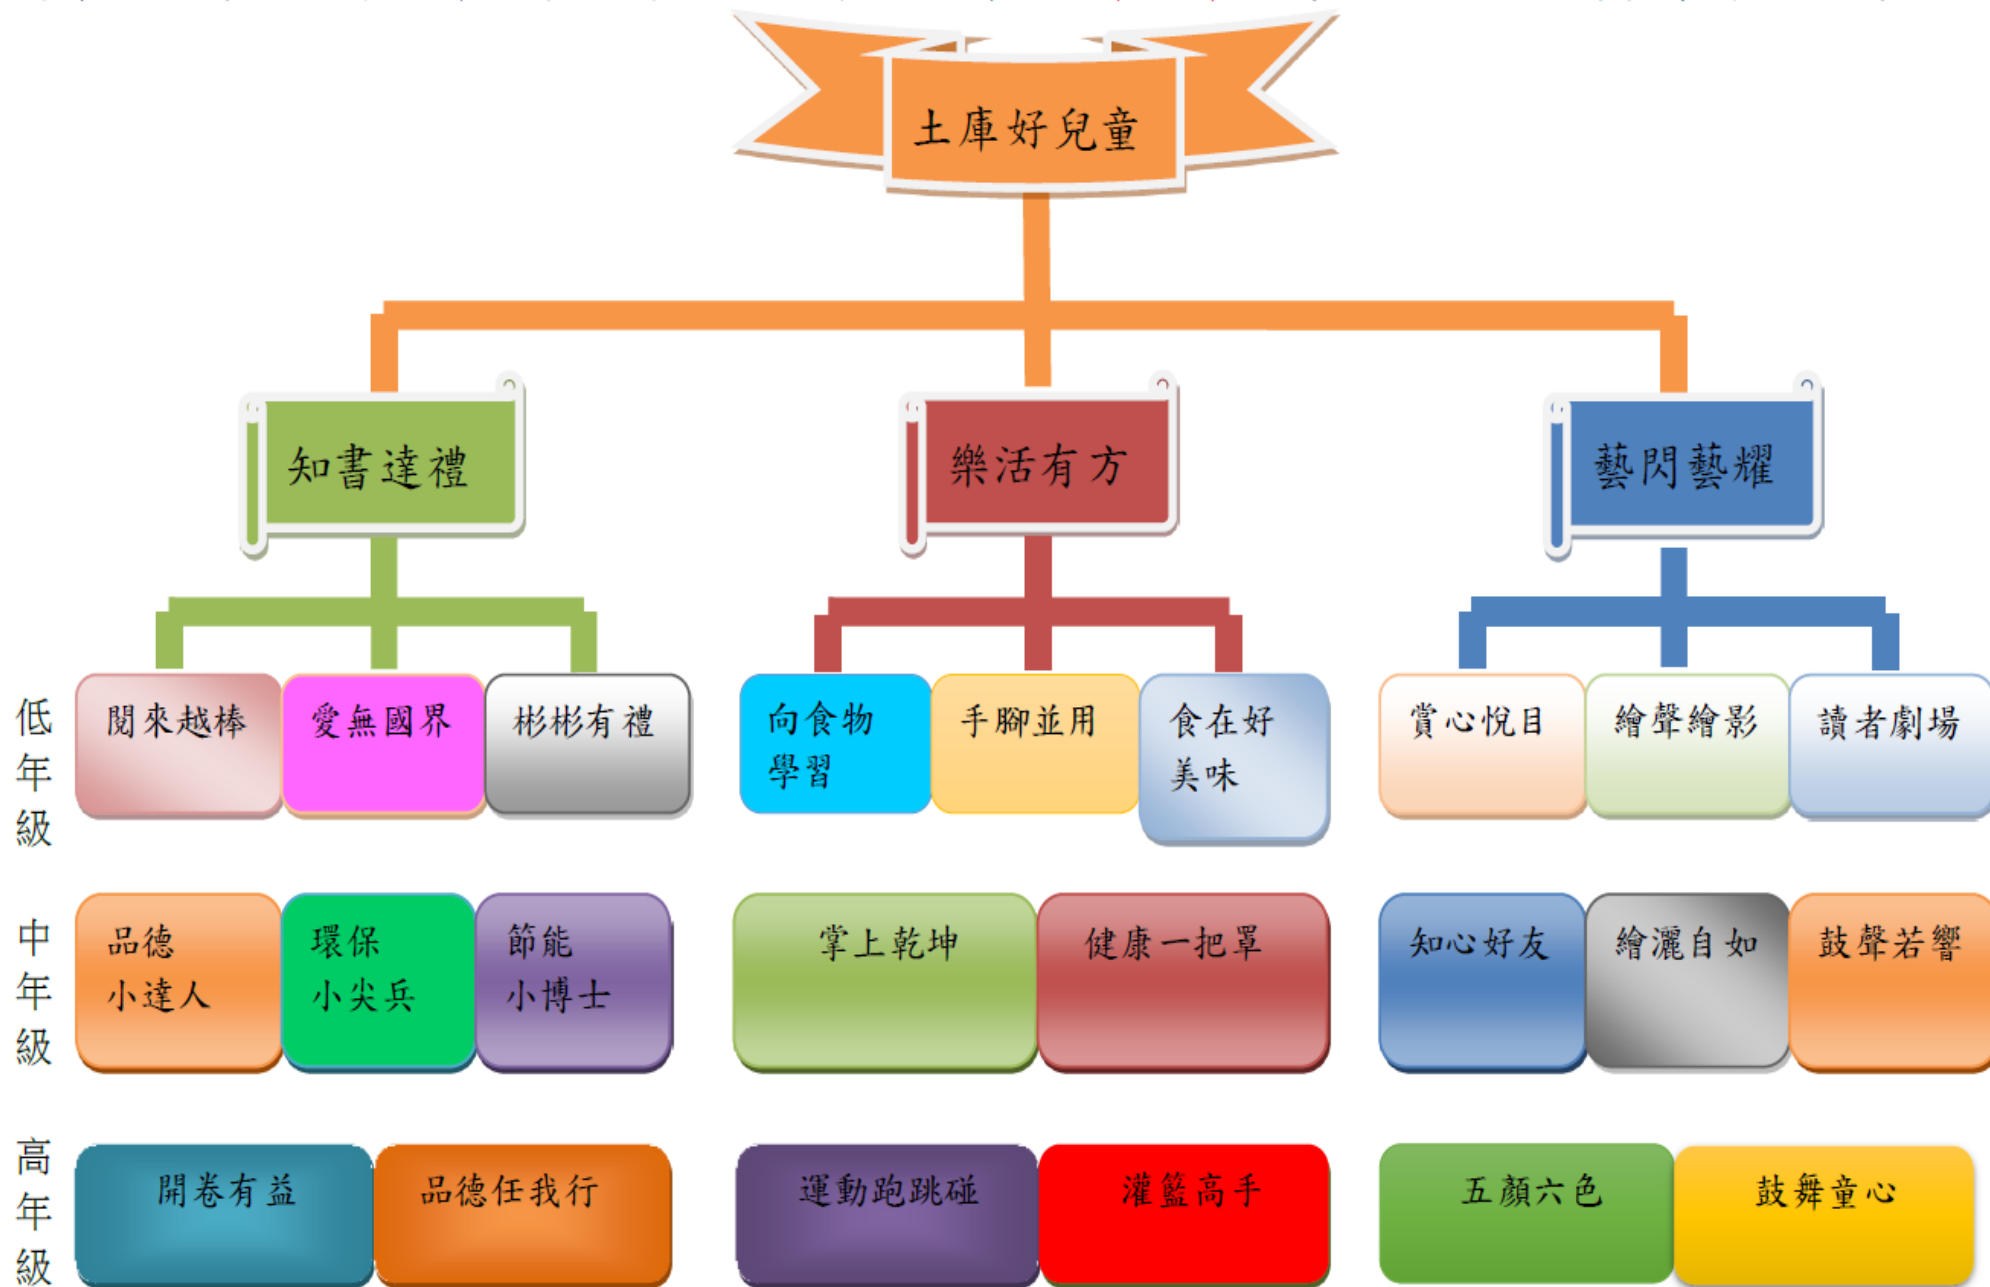 土庫好兒童
知書達禮
樂活有方
藝閃藝耀
低年級
閱來越棒
愛無國界
彬彬有禮
向食物
學習
手腳並用
食在好
美味
賞心悅目
繪聲繪影
讀者劇場
中年級
品德
小達人
環保
小尖兵
節能
小博士
掌上乾坤
健康一把罩
知心好友
繪灑自如
鼓聲若響
高年級
開卷有益
品德任我行
運動跑跳碰
灌籃高手
五顏六色
鼓舞童心